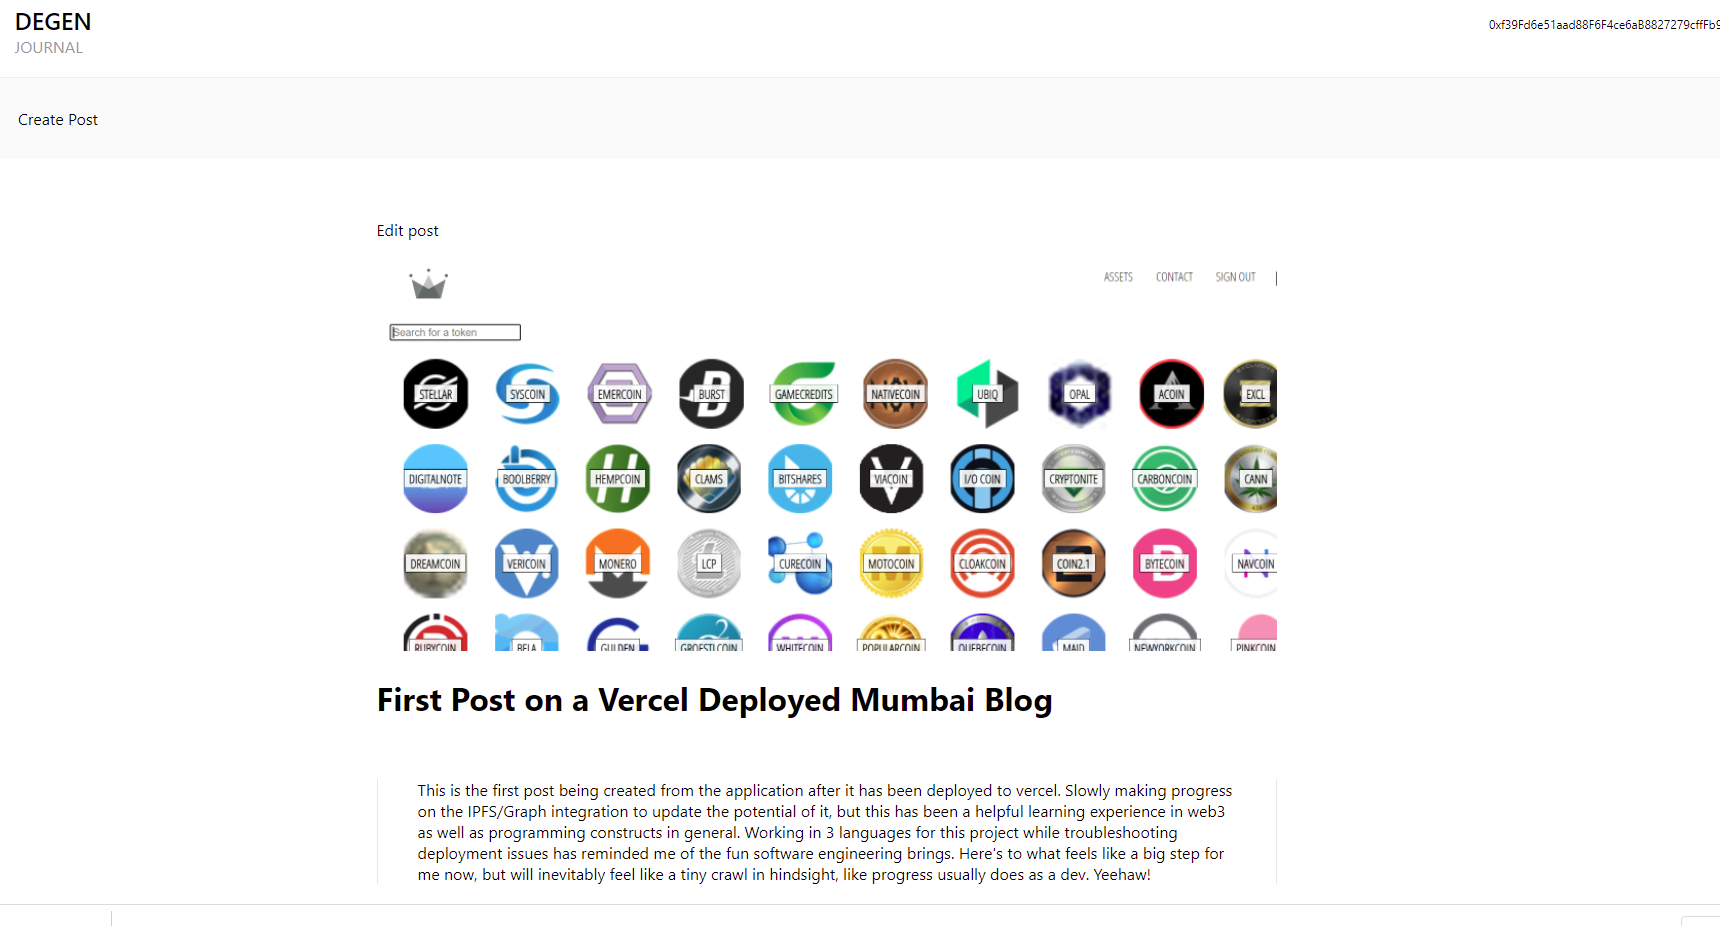 DEGEN
JOURNAL
0xf39Fd6e51aad88F6F4ce6aB8827279cffFb9
Create Post
Edit post
ASSETS CONTACT SIGN OUT
Search for a token
STELLAR SYSCOIN EMERCOIN BURST GAMECREDITS NATIVECOIN UBIQ OPAL ACOIN EXCL
DIGITALNOTE BOOLBERRY HEMPCOIN CLAMS BITSHARES VIACOIN I/O COIN CRYPTONITE CARBONCOIN CANN
DREAMCOIN VERICOIN MONERO LCP CURECOIN MOTOCOIN CLOAKCOIN COIN2.1 BYTECOIN NAVCOIN
RUBYCOIN BELA GULDEN GROESTLCOIN WHITECOIN POPULARCOIN QUEBECOIN MAID NEWYORKCOIN PINKCOIN
First Post on a Vercel Deployed Mumbai Blog
This is the first post being created from the application after it has been deployed to vercel. Slowly making progress
on the IPFS/Graph integration to update the potential of it, but this has been a helpful learning experience in web3
as well as programming constructs in general. Working in 3 languages for this project while troubleshooting
deployment issues has reminded me of the fun software engineering brings. Here's to what feels like a big step for
me now, but will inevitably feel like a tiny crawl in hindsight, like progress usually does as a dev. Yeehaw!